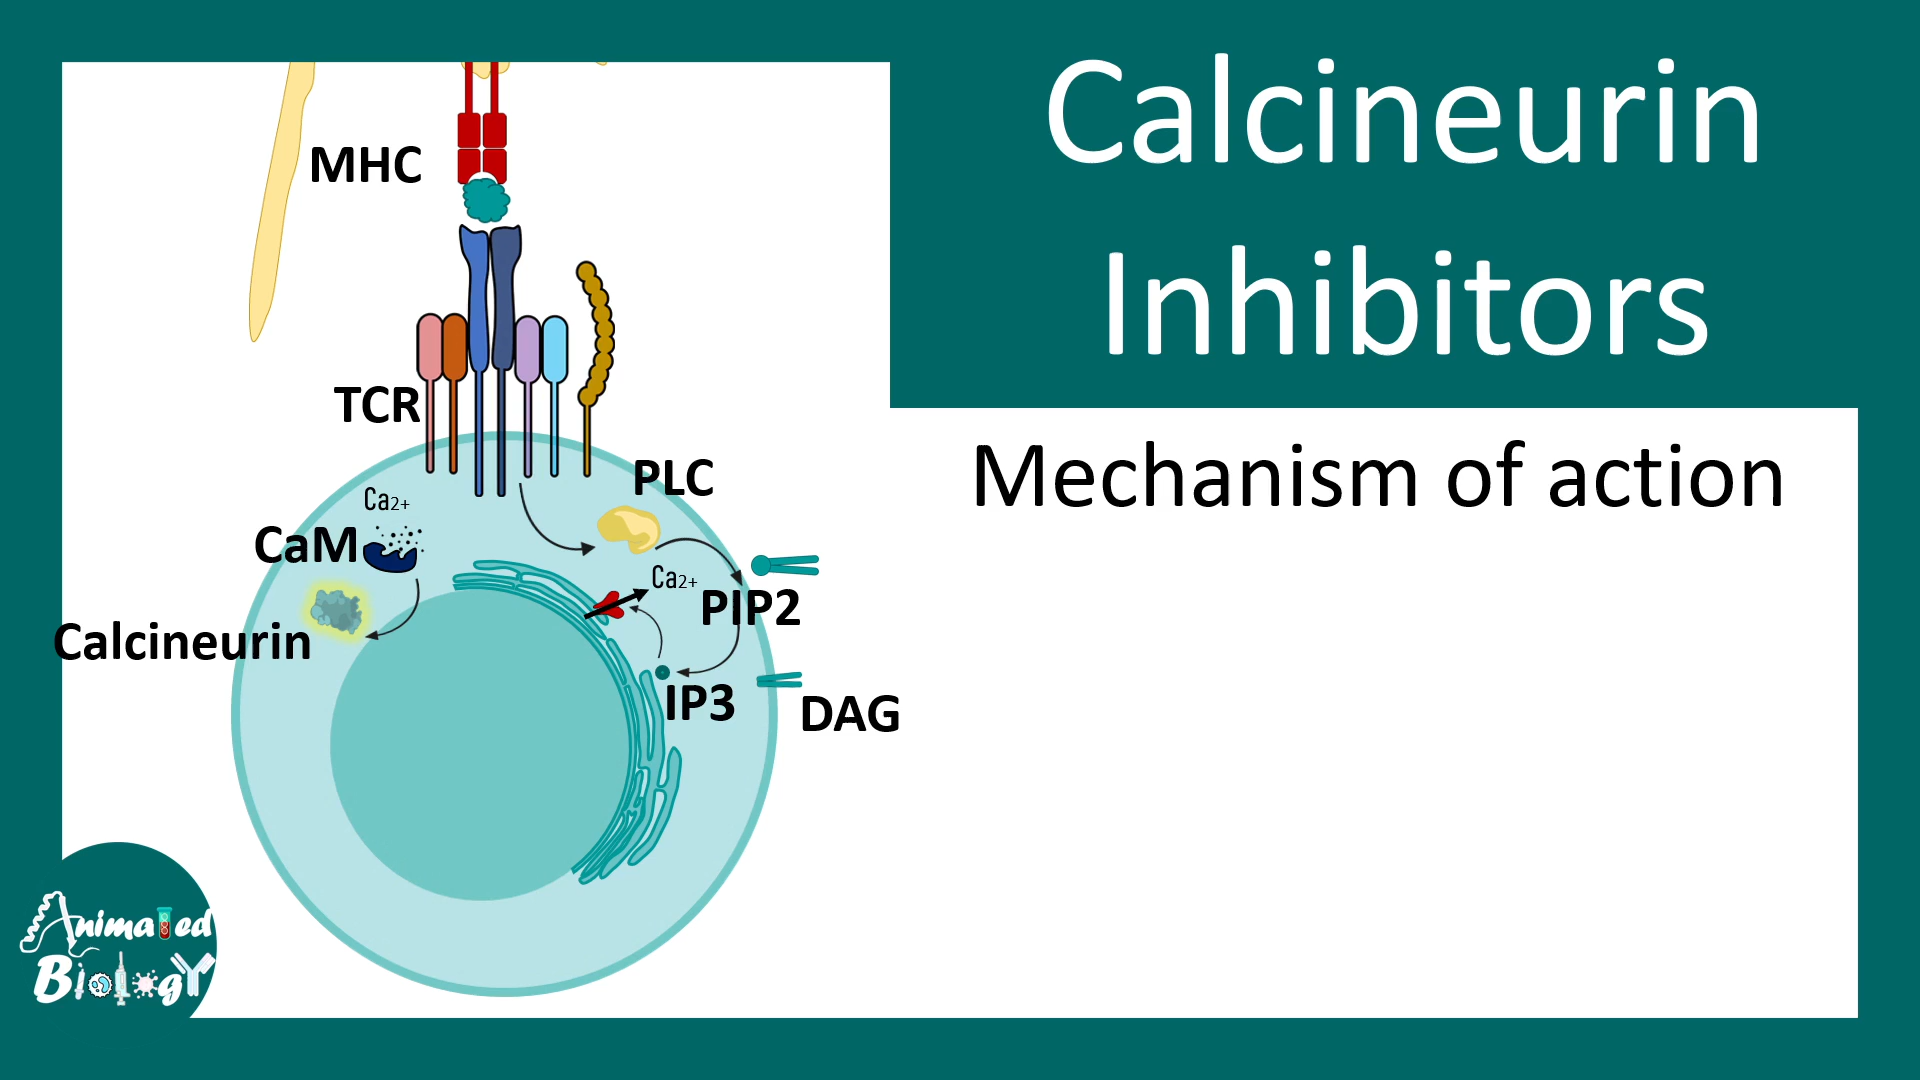 Calcineurin
Inhibitors
Mechanism of action
MHC
TCR
PLC
Ca2+
CaM
Ca2+
PIP2
Calcineurin
IP3
DAG
Animated
Biology